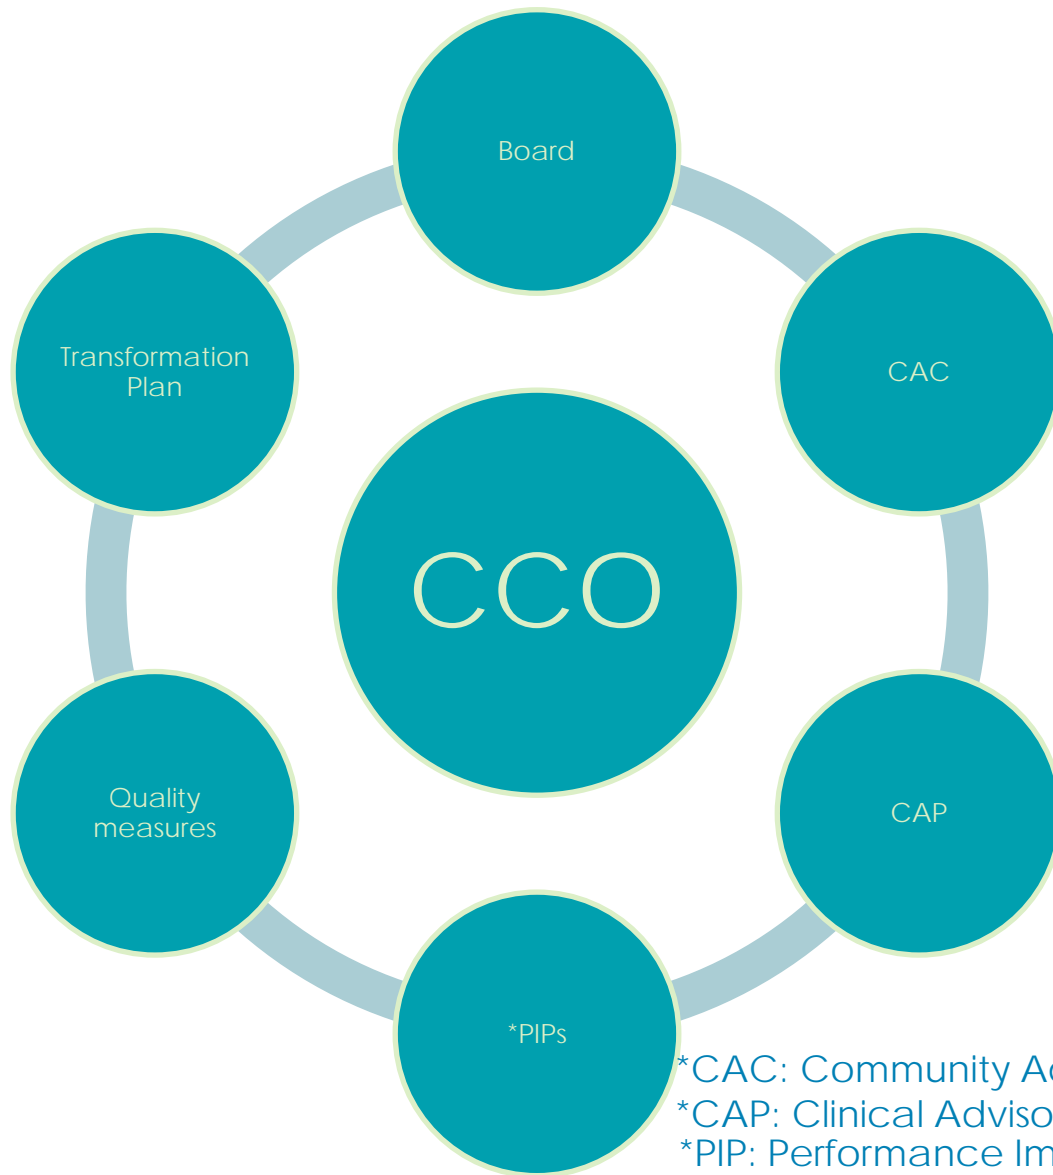 Board
CAC
Transformation
Plan
CCO
Quality
measures
CAP
*PIPs
*CAC: Community
*CAP: Clinical
*PIP: Performance